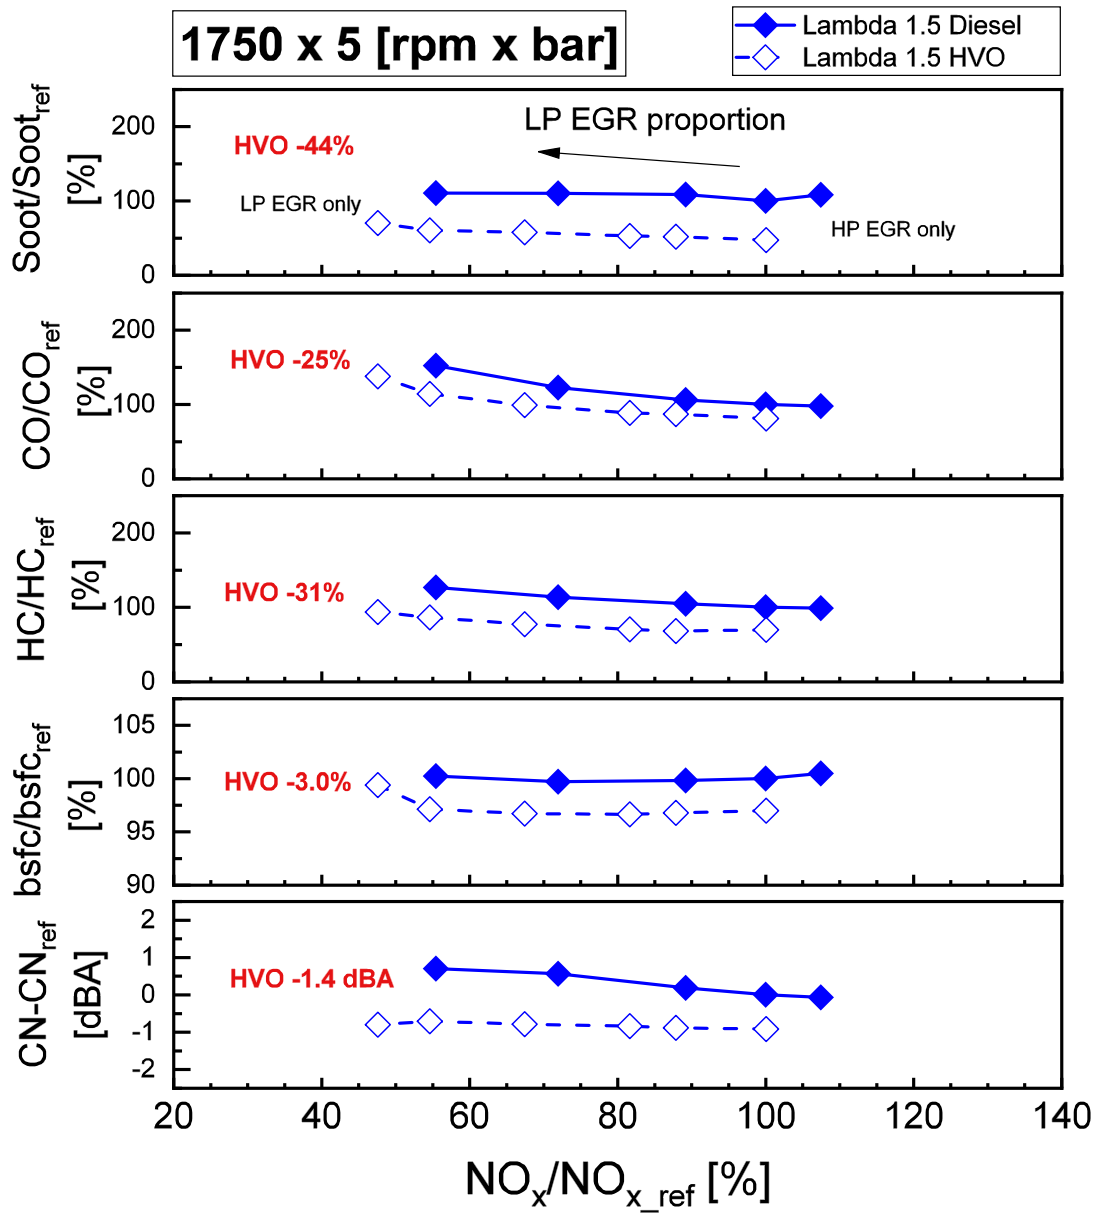 1750 x 5 [rpm x bar]
Lambda 1.5 Diesel
Lambda 1.5 HVO
Soot/Soot_ref
[%]
200
100
0
HVO -44%
LP EGR proportion
LP EGR only
HP EGR only
CO/CO_ref
[%]
200
100
0
HVO -25%
HC/HC_ref
[%]
200
100
0
HVO -31%
bsfc/bsfc_ref
[%]
105
100
95
90
HVO -3.0%
CN-CN_ref
[dBA]
2
1
0
-1
-2
HVO -1.4 dBA
20 40 60 80 100 120 140
NO_x/NO_x_ref [%]